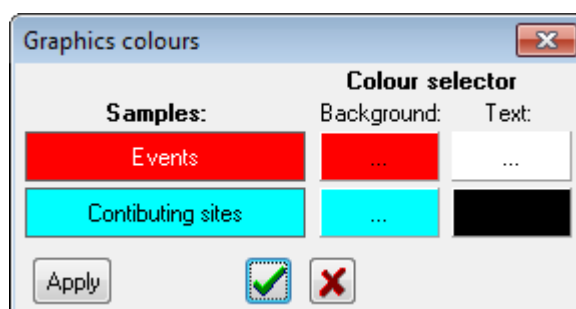 Graphics colours
Colour selector
Samples: Background: Text:
Events ... ...
Contibuting sites ...
Apply